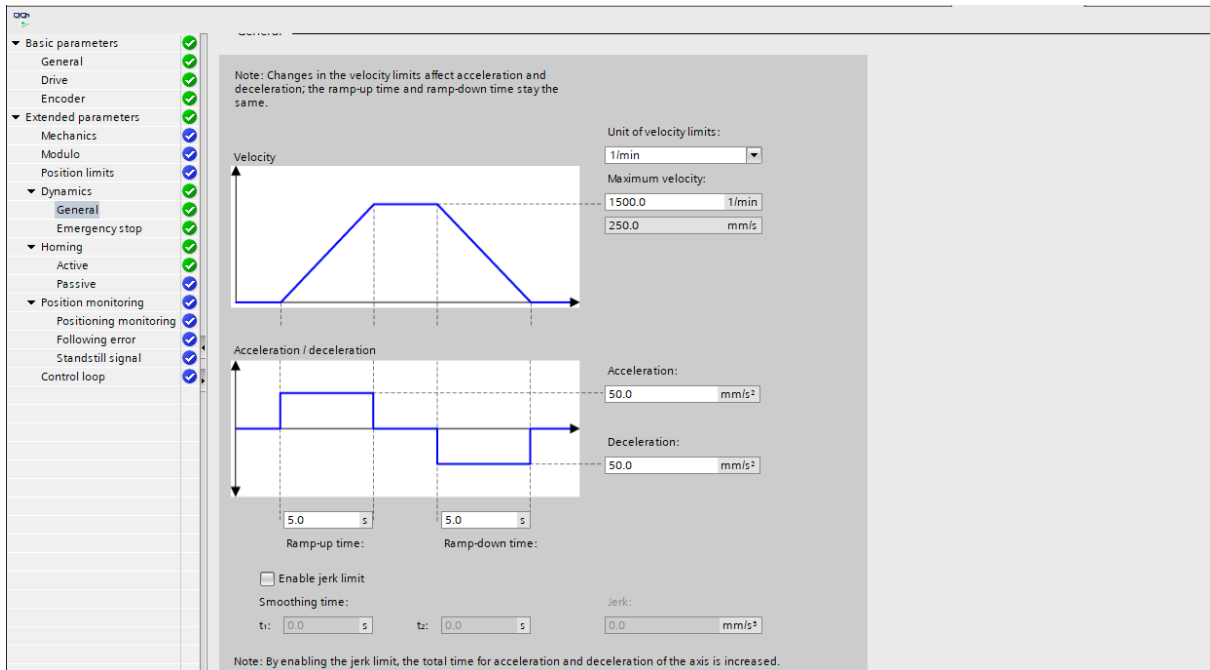 General
Basic parameters
General
Drive
Encoder
Extended parameters
Mechanics
Modulo
Position limits
Dynamics
General
Emergency stop
Homing
Active
Passive
Position monitoring
Positioning monitoring
Following error
Standstill signal
Control loop
Note: Changes in the velocity limits affect acceleration and
deceleration; the ramp-up time and ramp-down time stay the
same.
Unit of velocity limits:
1/min
Velocity
Maximum velocity:
1500.0 1/min
250.0 mm/s
Acceleration / deceleration
Acceleration:
50.0 mm/s²
Deceleration:
50.0 mm/s²
5.0 s 5.0 s
Ramp-up time: Ramp-down time:
Enable jerk limit
Smoothing time: Jerk:
t₁: 0.0 s t₂: 0.0 s 0.0 mm/s³
Note: By enabling the jerk limit, the total time for acceleration and deceleration of the axis is increased.